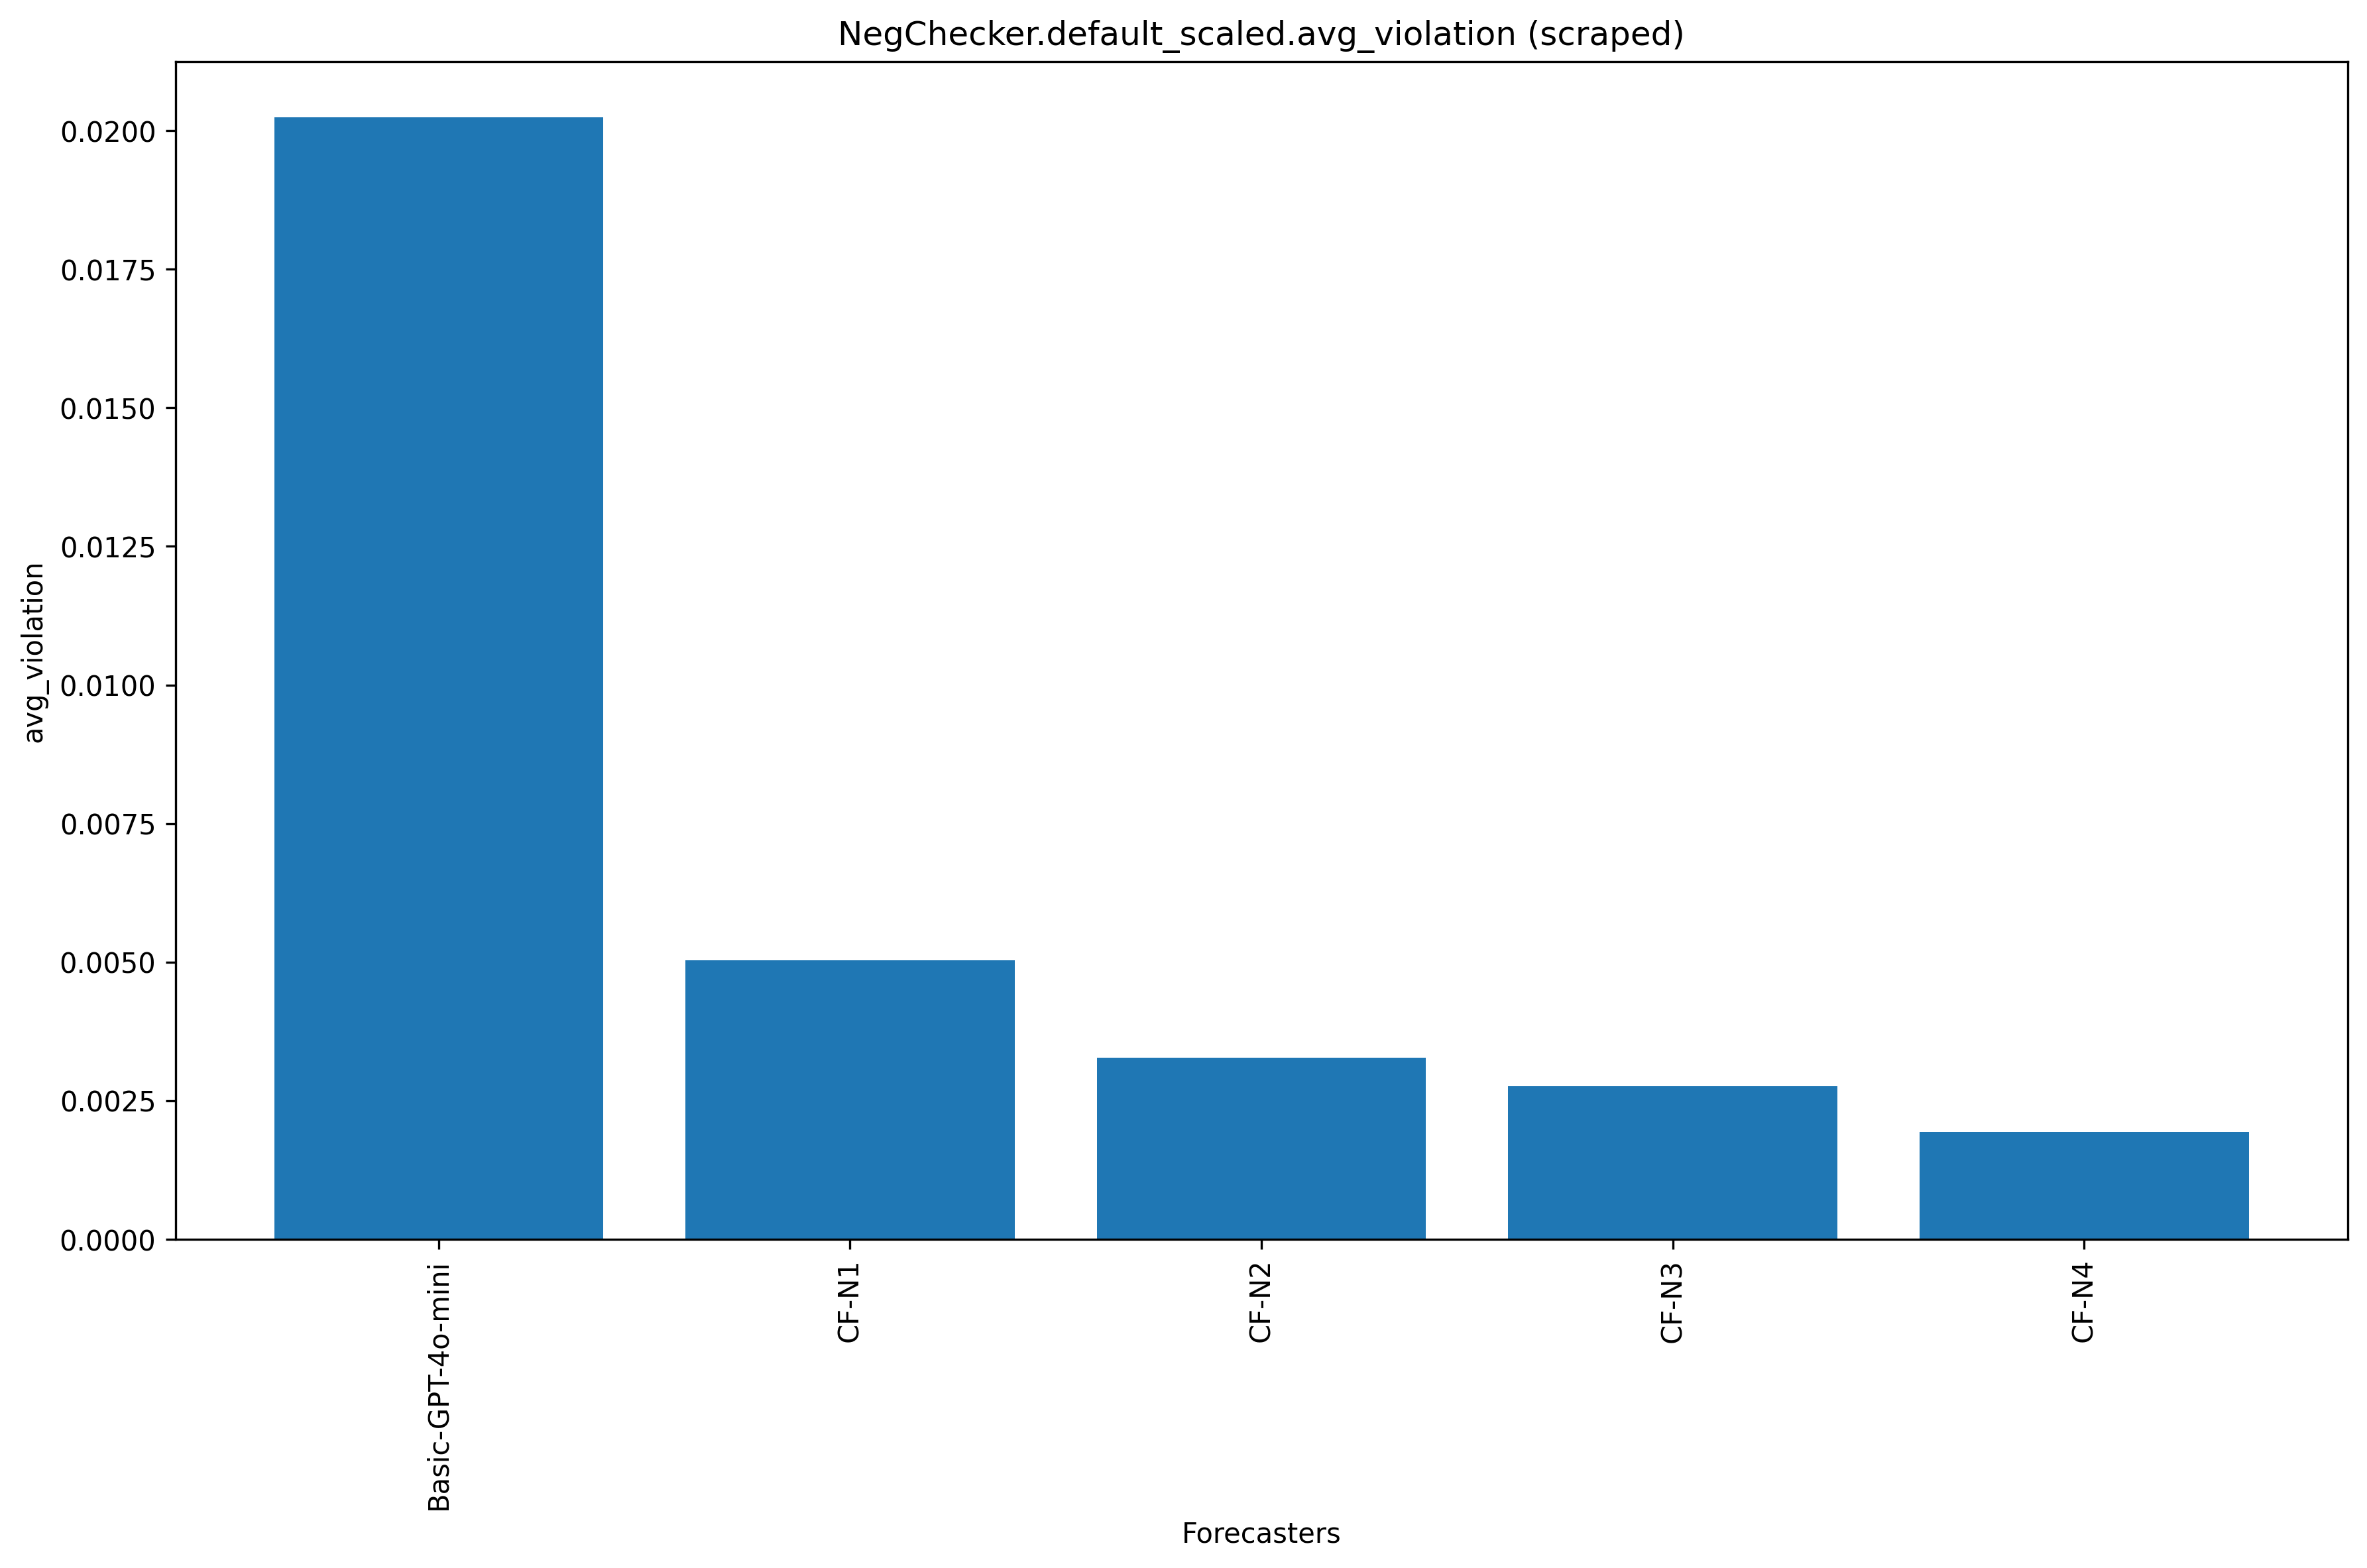 NegChecker.default_scaled.avg_violation (scraped)
avg_violation
0.0200
0.0175
0.0150
0.0125
0.0100
0.0075
0.0050
0.0025
0.0000
Basic-GPT-4o-mini
CF-N1
CF-N2
CF-N3
CF-N4
Forecasters